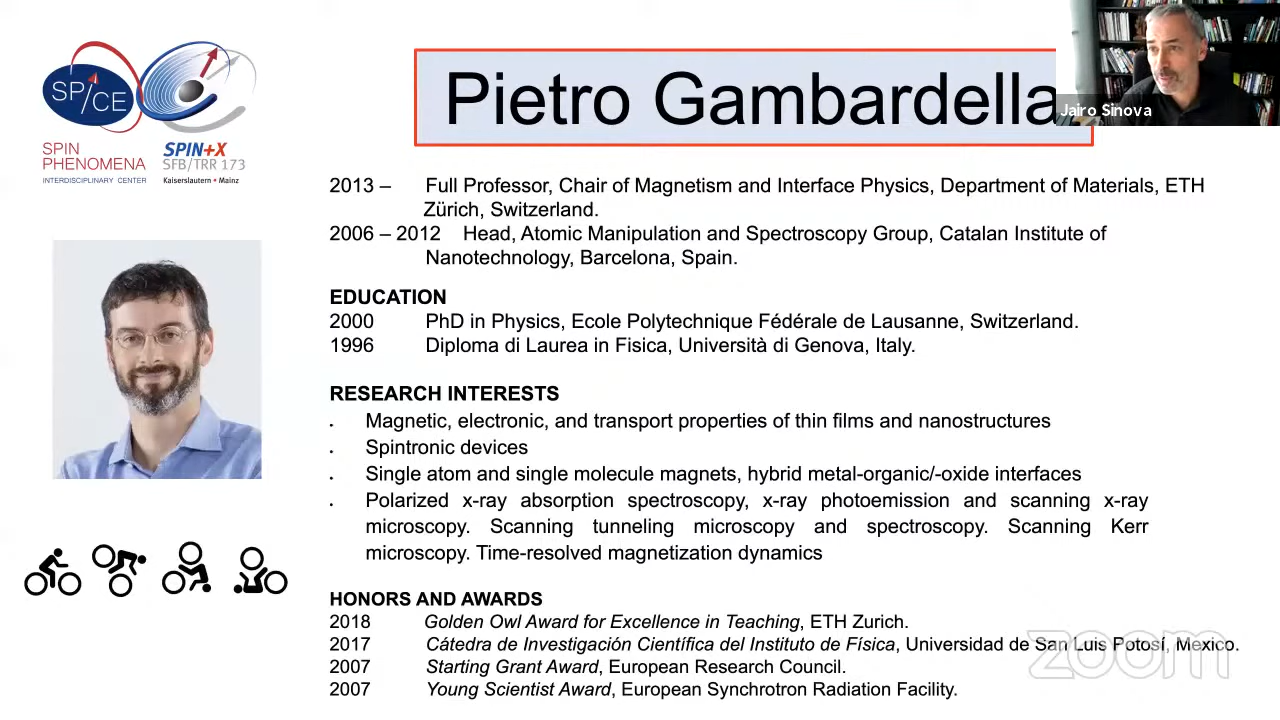 SPICE
SPIN
PHENOMENA
INTERDISCIPLINARY CENTER
SPIN+X
SFB/TRR 173
Kaiserslautern • Mainz
Pietro Gambardella
Jairo Sinova
2013 – Full Professor, Chair of Magnetism and Interface Physics, Department of Materials, ETH
Zürich, Switzerland.
2006 – 2012 Head, Atomic Manipulation and Spectroscopy Group, Catalan Institute of
Nanotechnology, Barcelona, Spain.
EDUCATION
2000 PhD in Physics, Ecole Polytechnique Fédérale de Lausanne, Switzerland.
1996 Diploma di Laurea in Fisica, Università di Genova, Italy.
RESEARCH INTERESTS
• Magnetic, electronic, and transport properties of thin films and nanostructures
• Spintronic devices
• Single atom and single molecule magnets, hybrid metal-organic/-oxide interfaces
• Polarized x-ray absorption spectroscopy, x-ray photoemission and scanning x-ray
microscopy. Scanning tunneling microscopy and spectroscopy. Scanning Kerr
microscopy. Time-resolved magnetization dynamics
HONORS AND AWARDS
2018 Golden Owl Award for Excellence in Teaching, ETH Zurich.
2017 Cátedra de Investigación Científica del Instituto de Física, Universidad de San Luis Potosí, Mexico.
2007 Starting Grant Award, European Research Council.
2007 Young Scientist Award, European Synchrotron Radiation Facility.
zoom